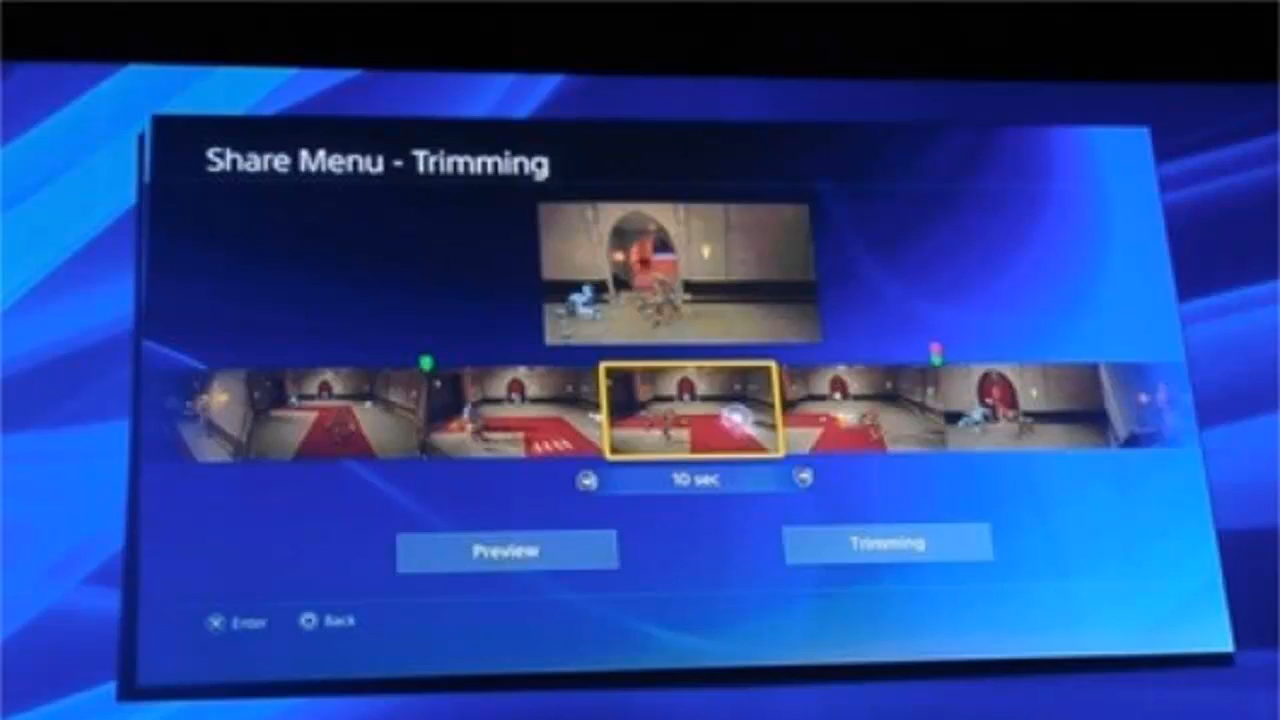 Share Menu - Trimming
10 sec
Preview
Trimming
Enter
Back